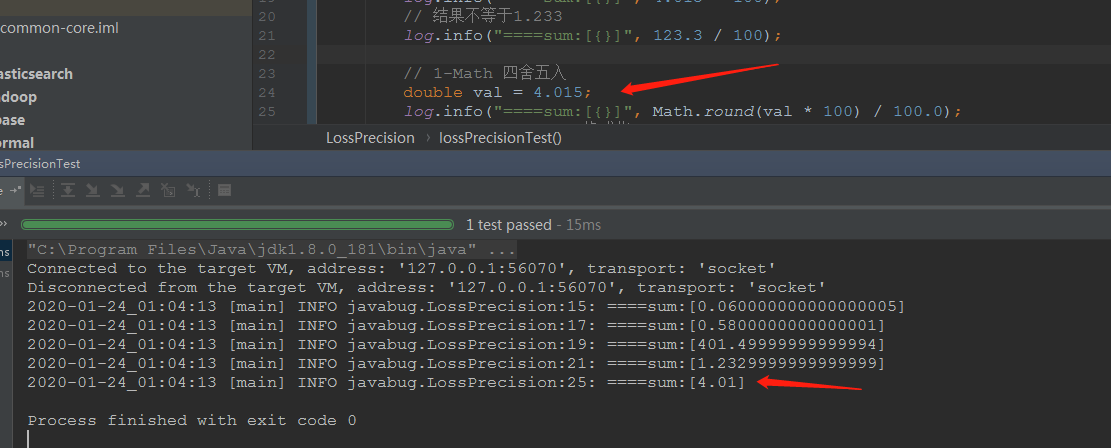 common-core.iml
asticsearch
adoop
base
ormal
20 // 结果不等于1.233
21 log.info("====sum:[{}]", 123.3 / 100);
22
23 // 1-Math 四舍五入
24 double val = 4.015;
25 log.info("====sum:[{}]", Math.round(val * 100) / 100.0);
LossPrecision › lossPrecisionTest()
sPrecisionTest
1 test passed - 15ms
"C:\Program Files\Java\jdk1.8.0_181\bin\java" ...
Connected to the target VM, address: '127.0.0.1:56070', transport: 'socket'
Disconnected from the target VM, address: '127.0.0.1:56070', transport: 'socket'
2020-01-24_01:04:13 [main] INFO javabug.LossPrecision:15: ====sum:[0.060000000000000005]
2020-01-24_01:04:13 [main] INFO javabug.LossPrecision:17: ====sum:[0.5800000000000001]
2020-01-24_01:04:13 [main] INFO javabug.LossPrecision:19: ====sum:[401.49999999999994]
2020-01-24_01:04:13 [main] INFO javabug.LossPrecision:21: ====sum:[1.2329999999999999]
2020-01-24_01:04:13 [main] INFO javabug.LossPrecision:25: ====sum:[4.01]
Process finished with exit code 0